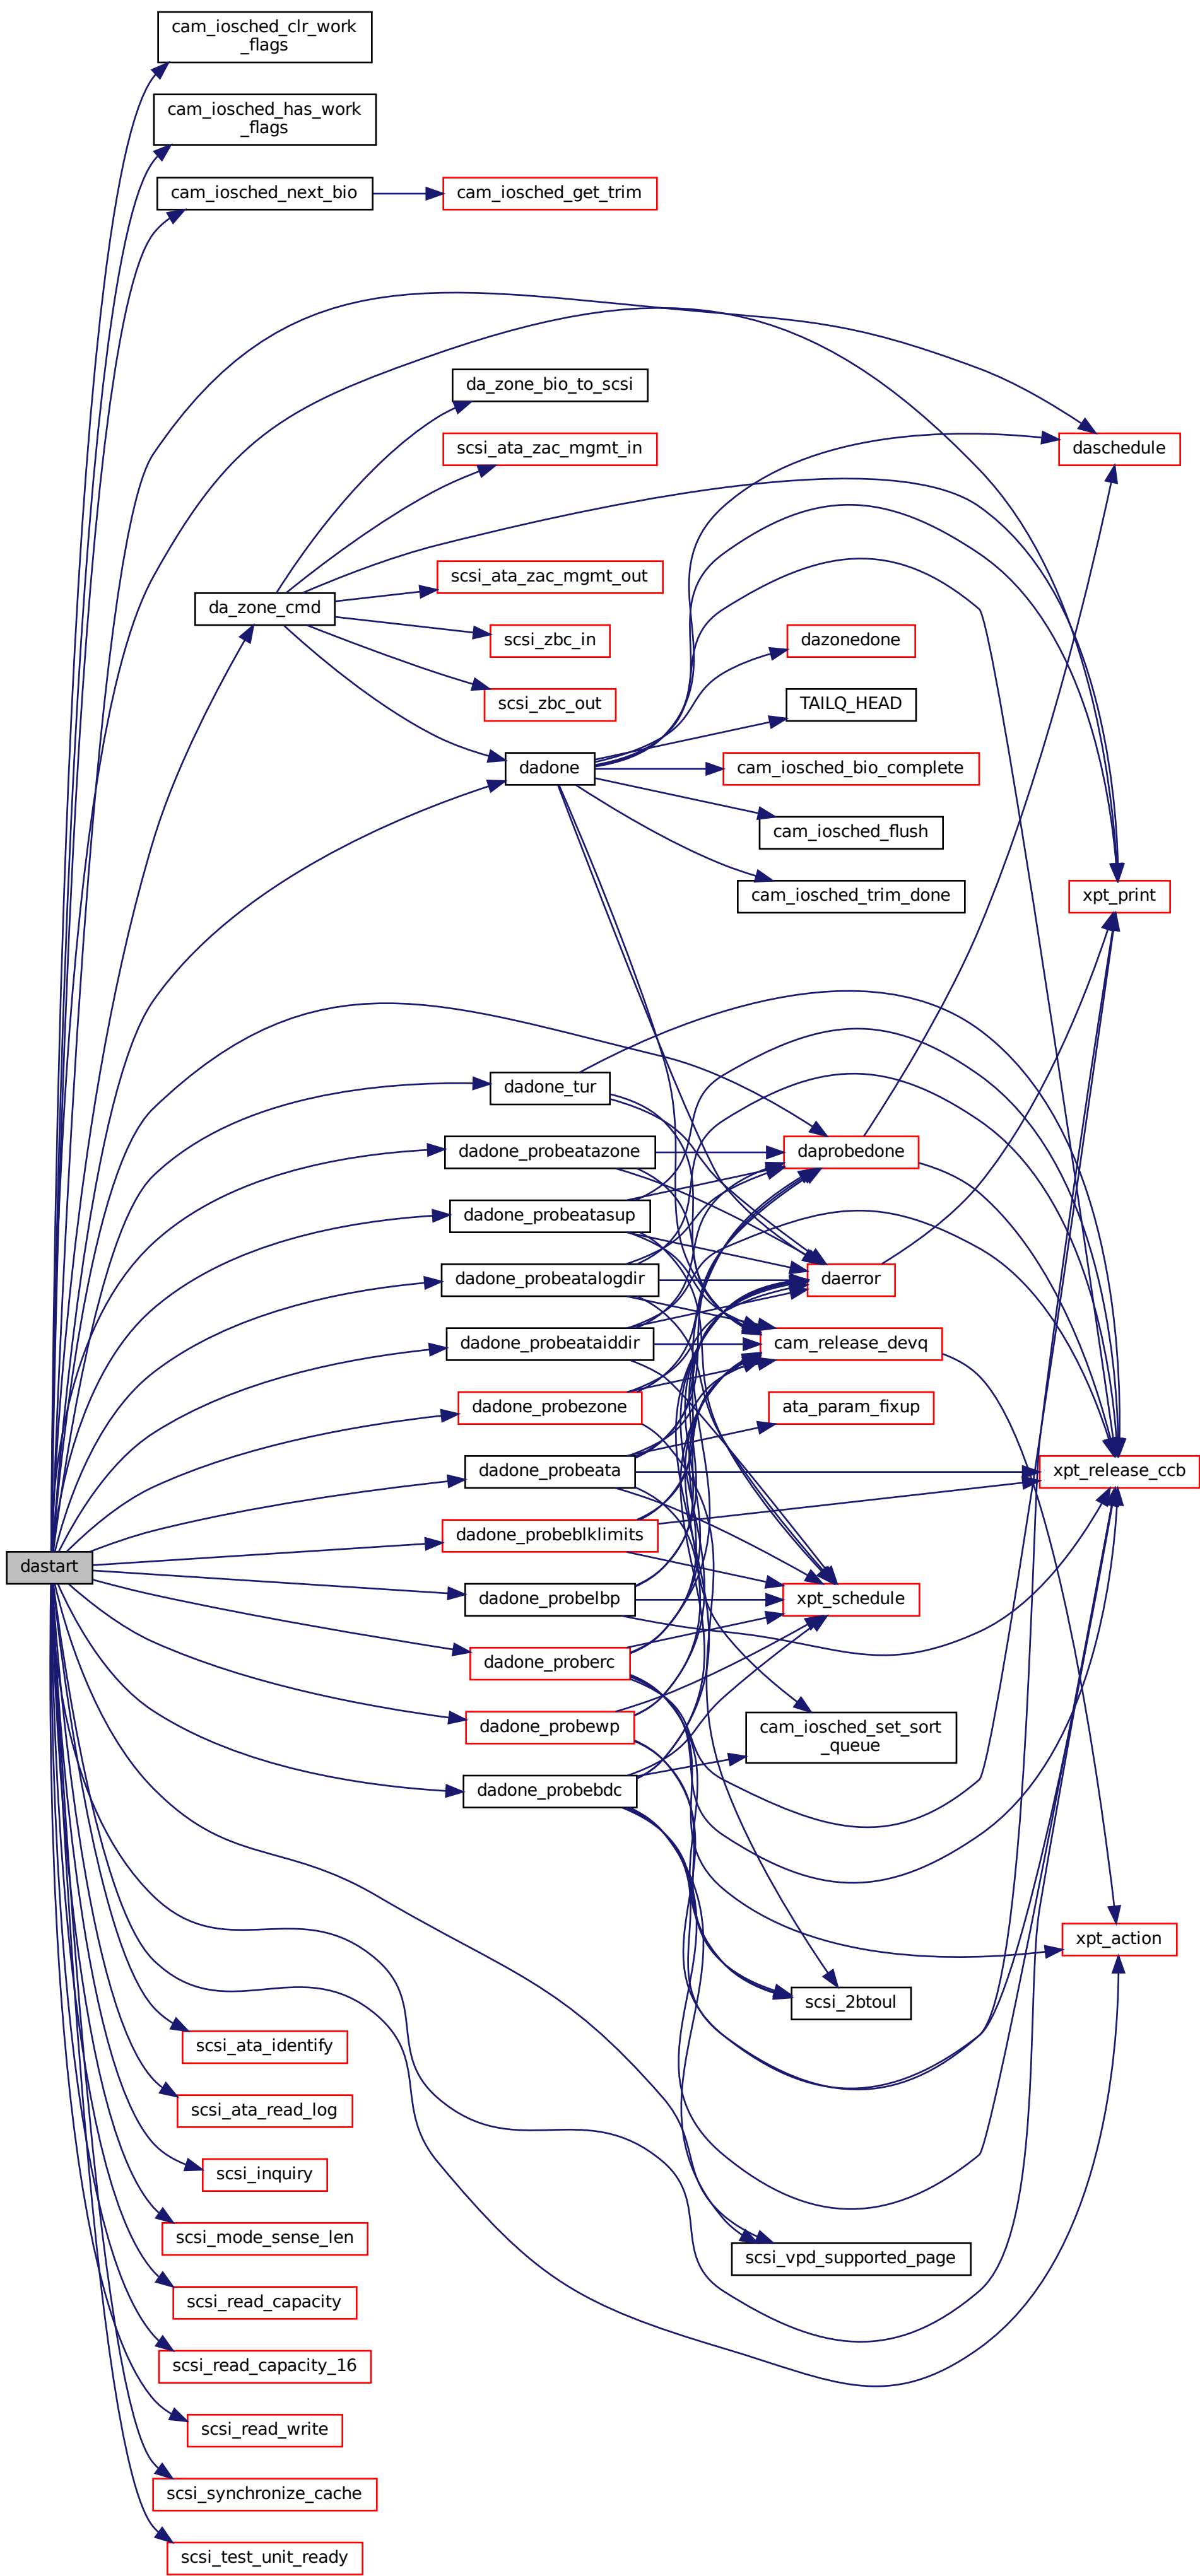 cam_iosched_clr_work
_flags
cam_iosched_has_work
_flags
cam_iosched_next_bio
cam_iosched_get_trim
da_zone_bio_to_scsi
scsi_ata_zac_mgmt_in
daschedule
scsi_ata_zac_mgmt_out
da_zone_cmd
scsi_zbc_in
dazonedone
scsi_zbc_out
TAILQ_HEAD
dadone
cam_iosched_bio_complete
cam_iosched_flush
cam_iosched_trim_done
xpt_print
dadone_tur
dadone_probeatazone
daprobedone
dadone_probeatasup
dadone_probeatalogdir
daerror
dadone_probeataiddir
cam_release_devq
dadone_probezone
ata_param_fixup
dadone_probeata
xpt_release_ccb
dadone_probeblklimits
dastart
dadone_probelbp
xpt_schedule
dadone_proberc
dadone_probewp
cam_iosched_set_sort
_queue
dadone_probebdc
xpt_action
scsi_2btoul
scsi_ata_identify
scsi_ata_read_log
scsi_inquiry
scsi_mode_sense_len
scsi_vpd_supported_page
scsi_read_capacity
scsi_read_capacity_16
scsi_read_write
scsi_synchronize_cache
scsi_test_unit_ready